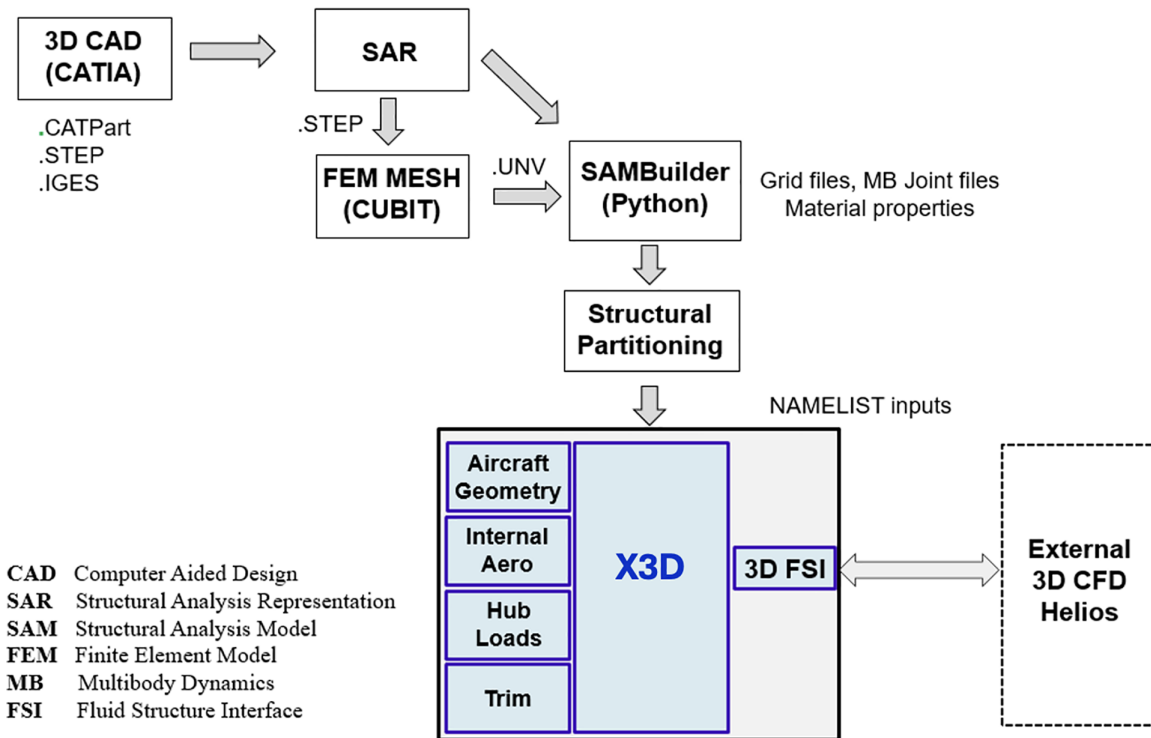 3D CAD
(CATIA)
SAR
.CATPart
.STEP
.IGES
.STEP
FEM MESH
(CUBIT)
.UNV
SAMBuilder
(Python)
Grid files, MB Joint files
Material properties
Structural
Partitioning
NAMELIST inputs
Aircraft
Geometry
Internal
Aero
Hub
Loads
Trim
X3D
3D FSI
External
3D CFD
Helios
CAD Computer Aided Design
SAR Structural Analysis Representation
SAM Structural Analysis Model
FEM Finite Element Model
MB Multibody Dynamics
FSI Fluid Structure Interface